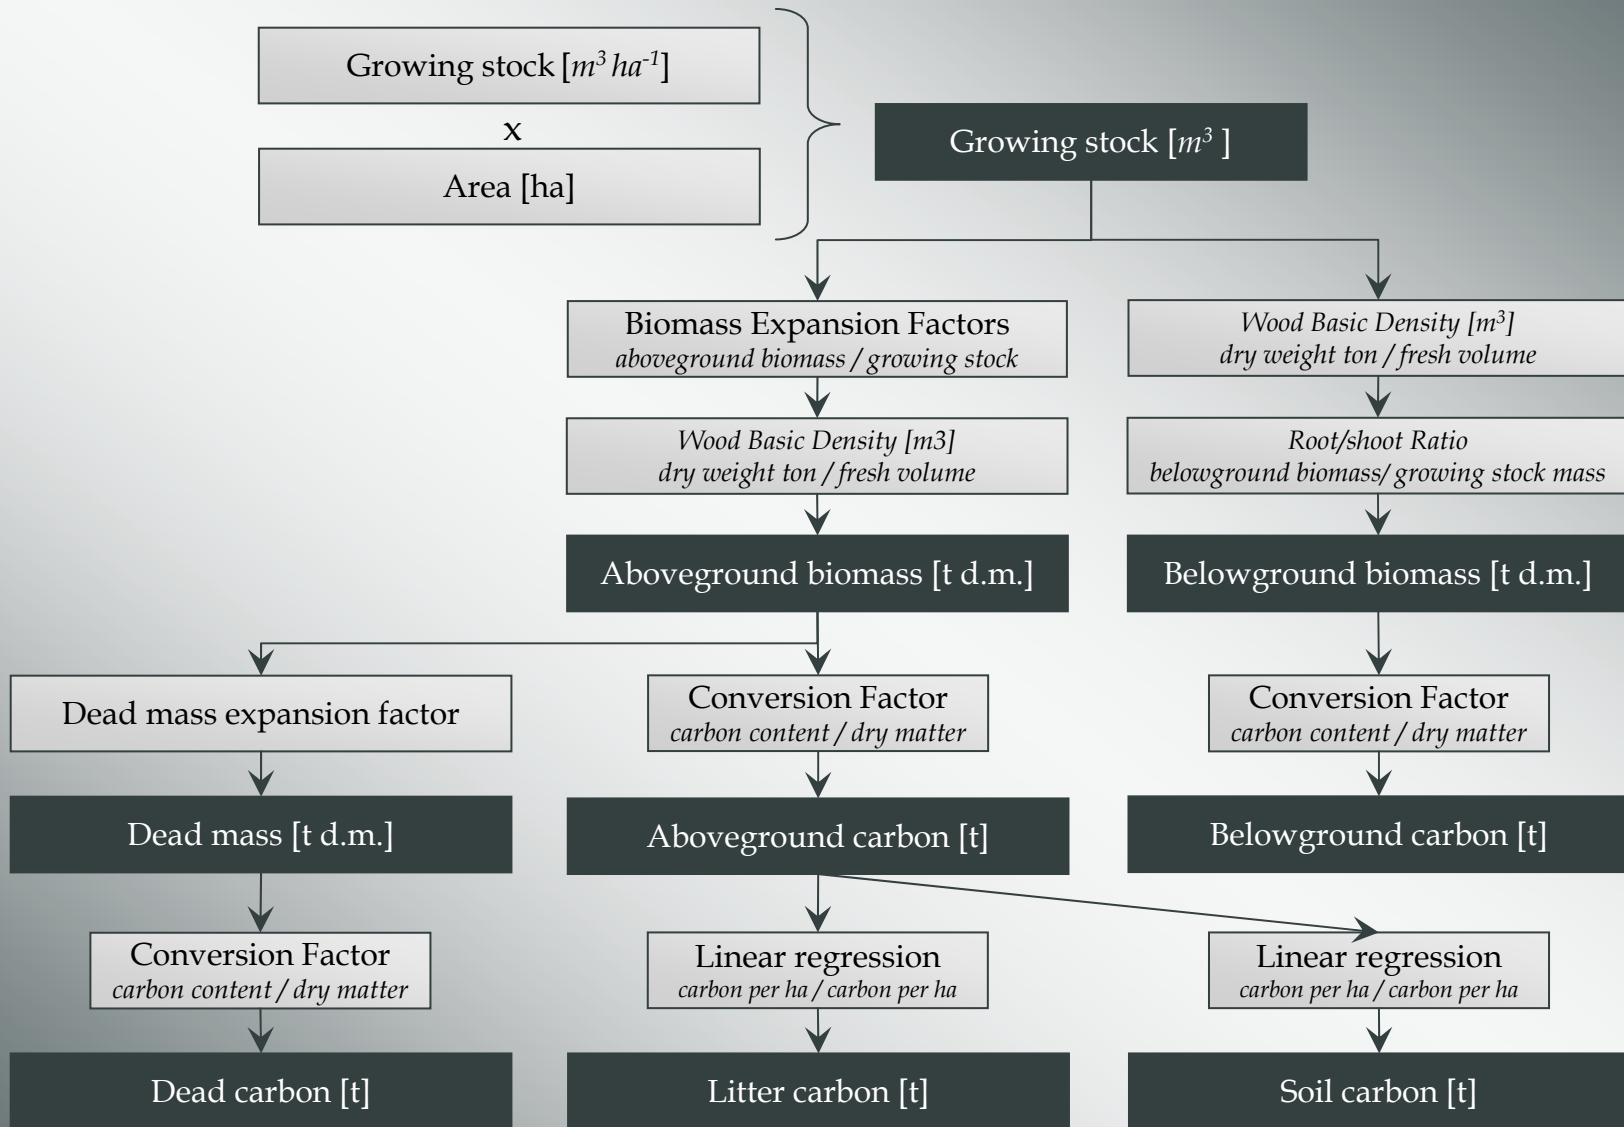 Growing stock [m³ ha⁻¹]
x
Area [ha]
Growing stock [m³ ]
Biomass Expansion Factors
aboveground biomass / growing stock
Wood Basic Density [m³]
dry weight ton / fresh volume
Wood Basic Density [m3]
dry weight ton / fresh volume
Root/shoot Ratio
belowground biomass/ growing stock mass
Aboveground biomass [t d.m.]
Belowground biomass [t d.m.]
Dead mass expansion factor
Conversion Factor
carbon content / dry matter
Conversion Factor
carbon content / dry matter
Dead mass [t d.m.]
Aboveground carbon [t]
Belowground carbon [t]
Conversion Factor
carbon content / dry matter
Linear regression
carbon per ha / carbon per ha
Linear regression
carbon per ha / carbon per ha
Dead carbon [t]
Litter carbon [t]
Soil carbon [t]